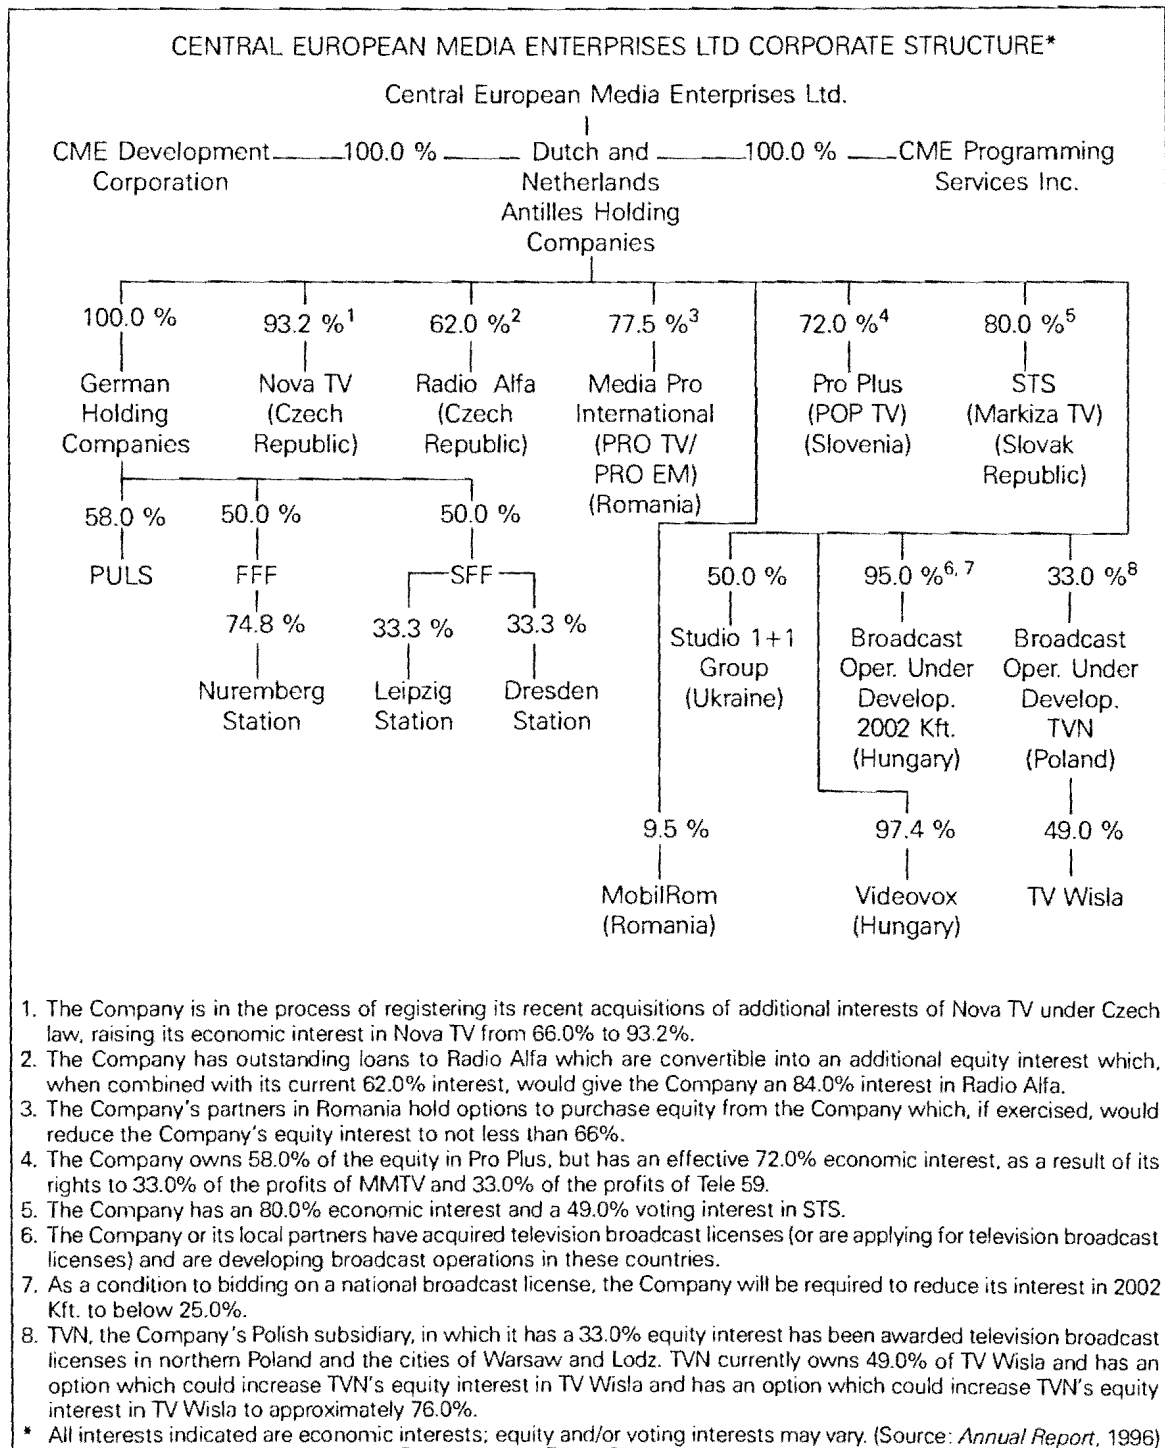 CENTRAL EUROPEAN MEDIA ENTERPRISES LTD CORPORATE STRUCTURE*
Central European Media Enterprises Ltd.
CME Development 100.0 % Dutch and 100.0 % CME Programming
Corporation Netherlands Services Inc.
Antilles Holding
Companies
100.0 % 93.2 %1 62.0 %2 77.5 %3 72.0 %4 80.0 %5
German Nova TV Radio Alfa Media Pro Pro Plus STS
Holding (Czech (Czech International (POP TV) (Markiza TV)
Companies Republic) Republic) (PRO TV/ (Slovenia) (Slovak
PRO EM) Republic)
(Romania)
58.0 % 50.0 % 50.0 %
PULS FFF SFF 50.0 % 95.0 %6, 7 33.0 %8
74.8 % 33.3 % 33.3 % Studio 1+1 Broadcast Broadcast
Group Oper. Under Oper. Under
Nuremberg Leipzig Dresden (Ukraine) Develop. Develop.
Station Station Station 2002 Kft. TVN
(Hungary) (Poland)
9.5 % 97.4 % 49.0 %
MobilRom Videovox TV Wisla
(Romania) (Hungary)
1. The Company is in the process of registering its recent acquisitions of additional interests of Nova TV under Czech
law, raising its economic interest in Nova TV from 66.0% to 93.2%.
2. The Company has outstanding loans to Radio Alfa which are convertible into an additional equity interest which,
when combined with its current 62.0% interest, would give the Company an 84.0% interest in Radio Alfa.
3. The Company's partners in Romania hold options to purchase equity from the Company which, if exercised, would
reduce the Company's equity interest to not less than 66%.
4. The Company owns 58.0% of the equity in Pro Plus, but has an effective 72.0% economic interest, as a result of its
rights to 33.0% of the profits of MMTV and 33.0% of the profits of Tele 59.
5. The Company has an 80.0% economic interest and a 49.0% voting interest in STS.
6. The Company or its local partners have acquired television broadcast licenses (or are applying for television broadcast
licenses) and are developing broadcast operations in these countries.
7. As a condition to bidding on a national broadcast license, the Company will be required to reduce its interest in 2002
Kft. to below 25.0%.
8. TVN, the Company's Polish subsidiary, in which it has a 33.0% equity interest has been awarded television broadcast
licenses in northern Poland and the cities of Warsaw and Lodz. TVN currently owns 49.0% of TV Wisla and has an
option which could increase TVN's equity interest in TV Wisla and has an option which could increase TVN's equity
interest in TV Wisla to approximately 76.0%.
* All interests indicated are economic interests; equity and/or voting interests may vary. (Source: Annual Report, 1996)